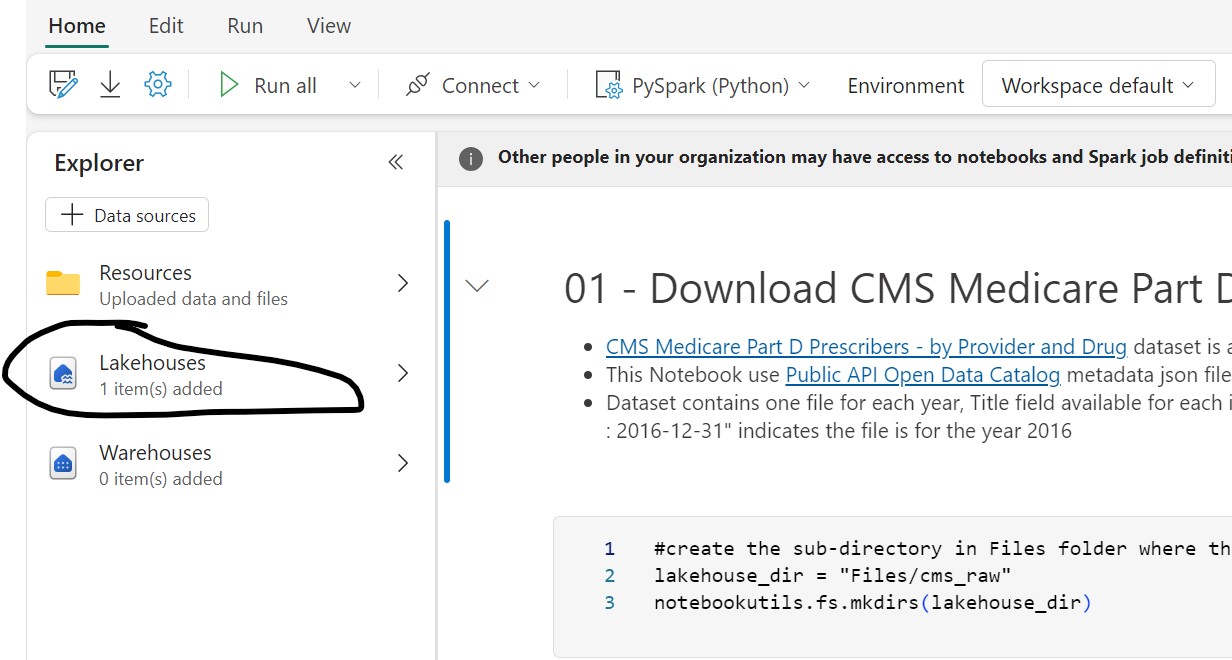 Home Edit Run View
Run all Connect PySpark (Python) Environment Workspace default
Explorer
Data sources
Resources
Uploaded data and files
Lakehouses
1 item(s) added
Warehouses
0 item(s) added
Other people in your organization may have access to notebooks and Spark job definiti
01 - Download CMS Medicare Part D
• CMS Medicare Part D Prescribers - by Provider and Drug dataset is a
• This Notebook use Public API Open Data Catalog metadata json file
• Dataset contains one file for each year, Title field available for each i
: 2016-12-31" indicates the file is for the year 2016
1 #create the sub-directory in Files folder where th
2 lakehouse_dir = "Files/cms_raw"
3 notebookutils.fs.mkdirs(lakehouse_dir)